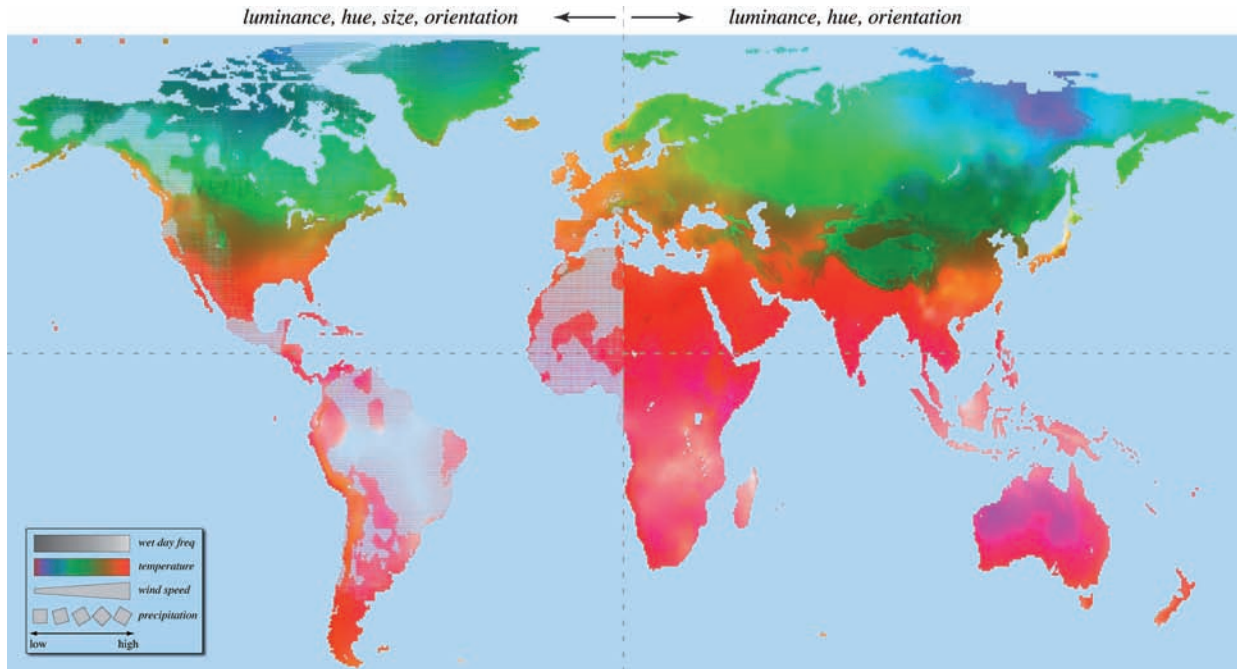 luminance, hue, size, orientation
luminance, hue, orientation
wet day freq
temperature
wind speed
precipitation
low high